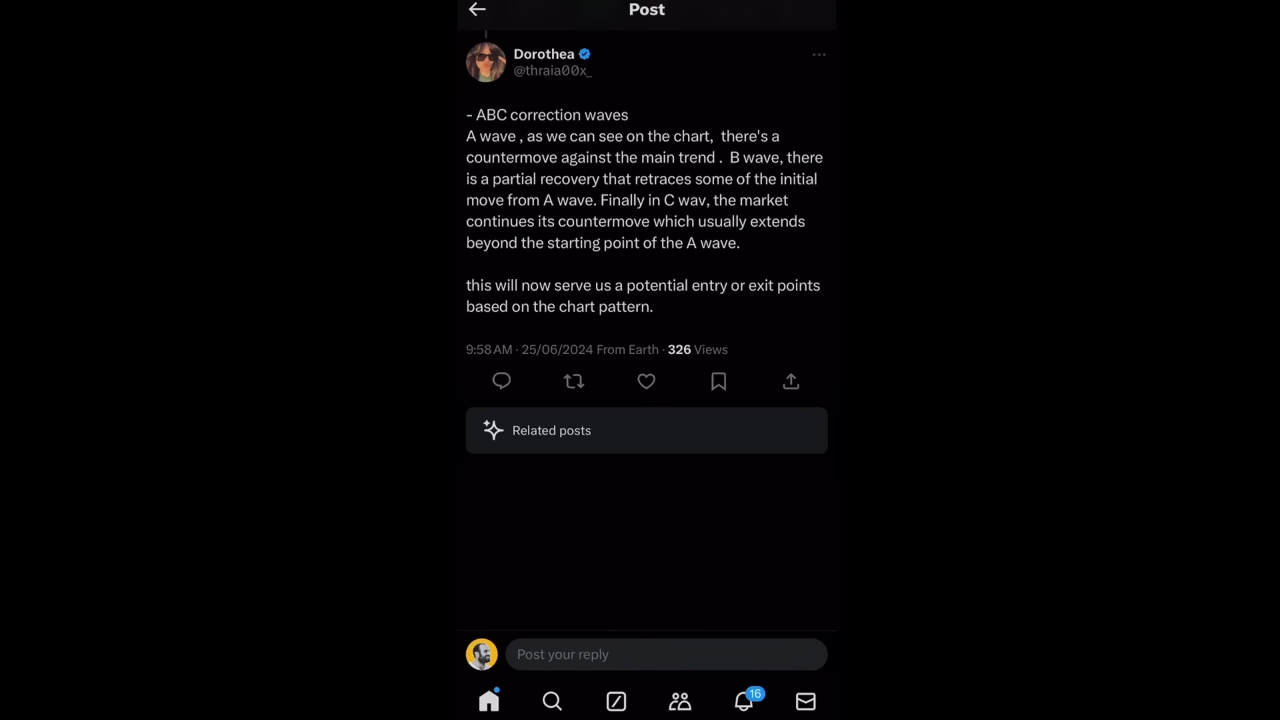 Post
Dorothea
@thraia00x_
- ABC correction waves
A wave , as we can see on the chart,  there's a
countermove against the main trend .  B wave, there
is a partial recovery that retraces some of the initial
move from A wave. Finally in C wav, the market
continues its countermove which usually extends
beyond the starting point of the A wave.
this will now serve us a potential entry or exit points
based on the chart pattern.
9:58 AM · 25/06/2024 From Earth · 326 Views
Related posts
Post your reply
16